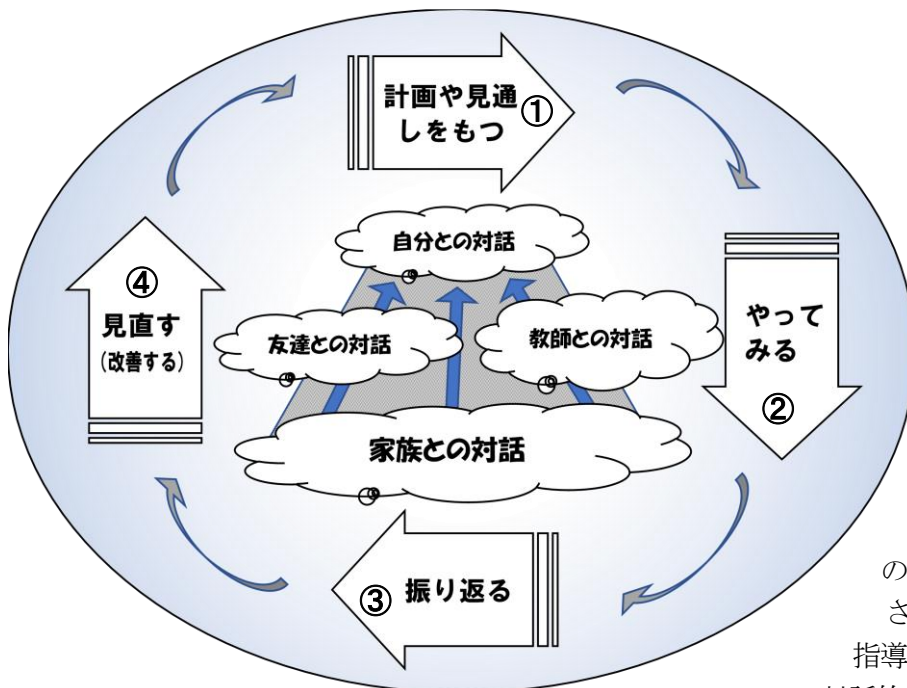 計画や見通
しをもつ
①
自分との対話
④
見直す
(改善する)
友達との対話
教師との対話
やって
みる
②
家族との対話
③
振り返る
の
さ
指導